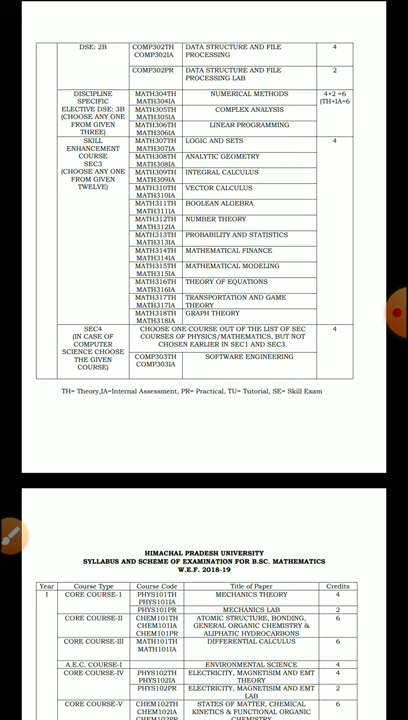 DSE: 2B COMP302TH DATA STRUCTURE AND FILE 4
COMP302IA PROCESSING
COMP302PR DATA STRUCTURE AND FILE 2
PROCESSING LAB
DISCIPLINE MATH304TH NUMERICAL METHODS 4+2 =6
SPECIFIC MATH304IA (TH+IA=6
ELECTIVE DSE: 3B MATH305TH COMPLEX ANALYSIS
(CHOOSE ANY ONE MATH305IA
FROM GIVEN MATH306TH LINEAR PROGRAMMING
THREE) MATH306IA
SKILL MATH307TH LOGIC AND SETS 4
ENHANCEMENT MATH307IA
COURSE MATH308TH ANALYTIC GEOMETRY
SEC3 MATH308IA
(CHOOSE ANY ONE MATH309TH INTEGRAL CALCULUS
FROM GIVEN MATH309IA
TWELVE) MATH310TH VECTOR CALCULUS
MATH310IA
MATH311TH BOOLEAN ALGEBRA
MATH311IA
MATH312TH NUMBER THEORY
MATH312IA
MATH313TH PROBABILITY AND STATISTICS
MATH313IA
MATH314TH MATHEMATICAL FINANCE
MATH314IA
MATH315TH MATHEMATICAL MODELING
MATH315IA
MATH316TH THEORY OF EQUATIONS
MATH316IA
MATH317TH TRANSPORTATION AND GAME
MATH317IA THEORY
MATH318TH GRAPH THEORY
MATH318IA
SEC4 CHOOSE ONE COURSE OUT OF THE LIST OF SEC 4
(IN CASE OF COURSES OF PHYSICS/MATHEMATICS, BUT NOT
COMPUTER CHOSEN EARLIER IN SEC1 AND SEC3.
SCIENCE CHOOSE COMP303TH SOFTWARE ENGINEERING
THE GIVEN COMP303IA
COURSE)
TH= Theory,IA=Internal Assessment, PR= Practical, TU= Tutorial, SE= Skill Exam
HIMACHAL PRADESH UNIVERSITY
SYLLABUS AND SCHEME OF EXAMINATION FOR B.SC. MATHEMATICS
W.E.F. 2018-19
Year Course Type Course Code Title of Paper Credits
I CORE COURSE-1 PHYS101TH MECHANICS THEORY 4
PHYS101IA
PHYS101PR MECHANICS LAB 2
CORE COURSE-II CHEM101TH ATOMIC STRUCTURE, BONDING, 6
CHEM101IA GENERAL ORGANIC CHEMISTRY &
CHEM101PR ALIPHATIC HYDROCARBONS
CORE COURSE-III MATH101TH DIFFERENTIAL CALCULUS 6
MATH101IA
A.E.C. COURSE-I ENVIRONMENTAL SCIENCE 4
CORE COURSE-IV PHYS102TH ELECTRICITY, MAGNETISIM AND EMT 4
PHYS102IA THEORY
PHYS102PR ELECTRICITY, MAGNETISIM AND EMT 2
LAB
CORE COURSE-V CHEM102TH STATES OF MATTER, CHEMICAL 6
CHEM102IA KINETICS & FUNCTIONAL ORGANIC
CHEM102PR CHEMISTRY